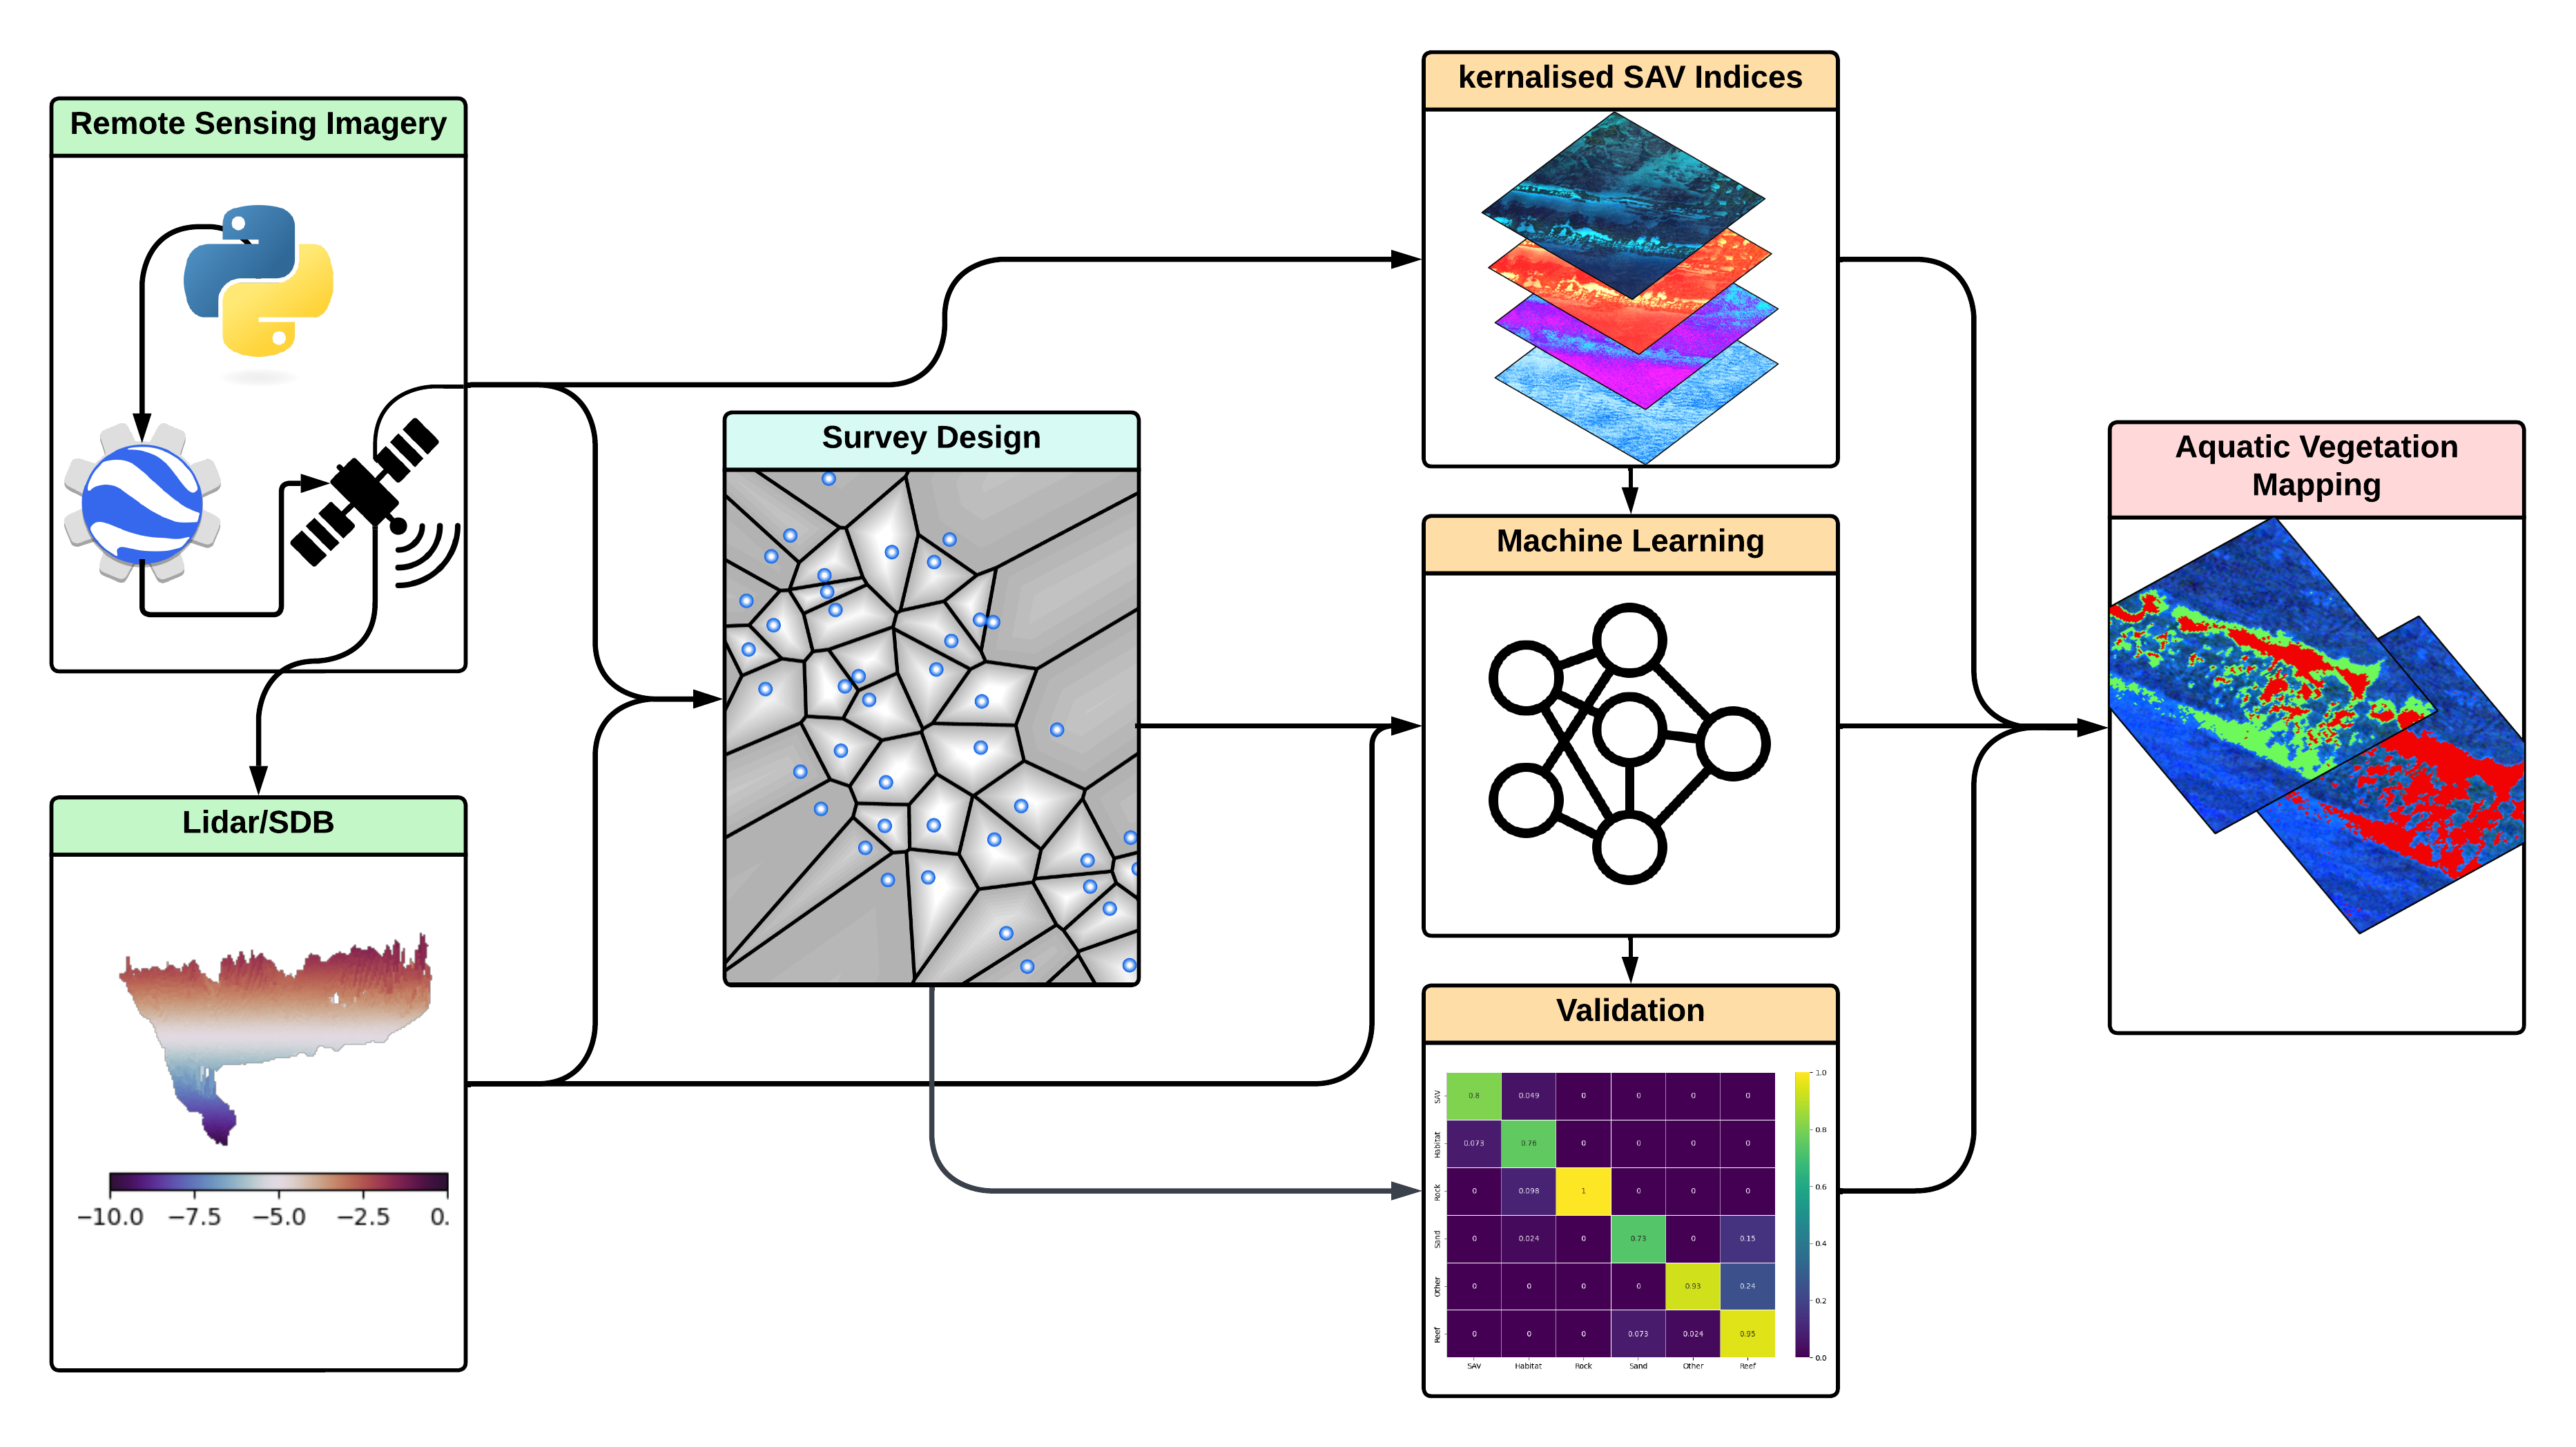 Remote Sensing Imagery
Lidar/SDB
−10.0 −7.5 −5.0 −2.5 0.
Survey Design
kernalised SAV Indices
Machine Learning
Validation
SAV 0.8 0.049 0 0 0 0
Habitat 0.073 0.76 0 0 0 0
Rock 0 0.098 1 0 0 0
Sand 0 0.024 0 0.73 0 0.15
Other 0 0 0 0 0.93 0.24
Reef 0 0 0 0.073 0.024 0.95
SAV Habitat Rock Sand Other Reef
1.0
0.8
0.6
0.4
0.2
0.0
Aquatic Vegetation
Mapping